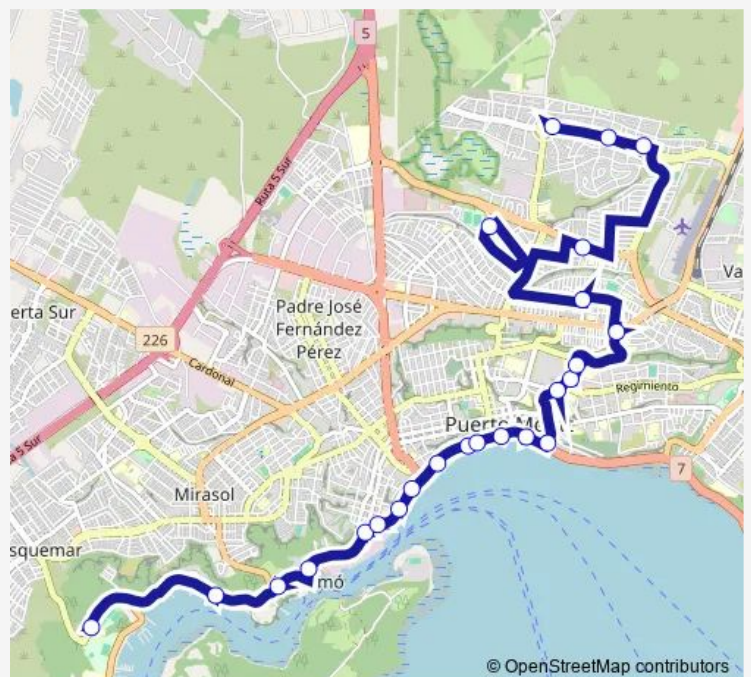 5
Ruta 5 Sur
erta Sur
Padre José
Fernández
Pérez
226
Cardonal
Va
Regimiento
a 5 Sur
Puerto Mo
7
Mirasol
squemar
mó
© OpenStreetMap contributors